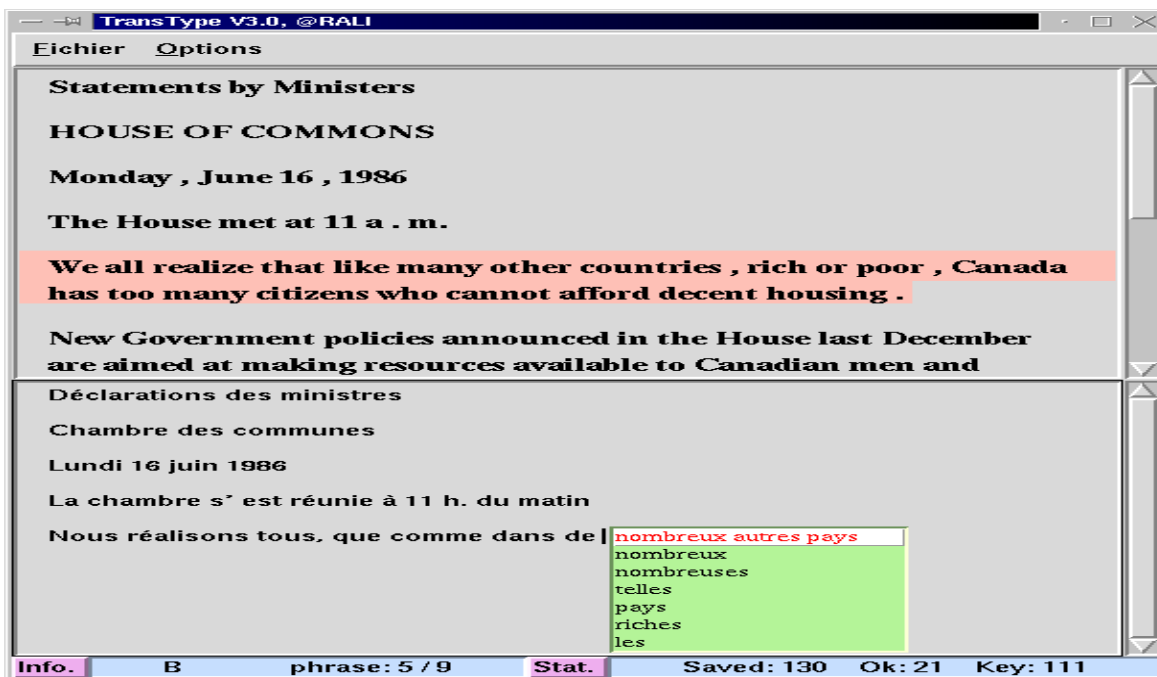 TransType V3.0, @RALI
Fichier Options
Statements by Ministers
HOUSE OF COMMONS
Monday , June 16 , 1986
The House met at 11 a . m.
We all realize that like many other countries , rich or poor , Canada
has too many citizens who cannot afford decent housing .
New Government policies announced in the House last December
are aimed at making resources available to Canadian men and
Déclarations des ministres
Chambre des communes
Lundi 16 juin 1986
La chambre s' est réunie à 11 h. du matin
Nous réalisons tous, que comme dans de nombreux autres pays
nombreux
nombreuses
telles
pays
riches
les
Info. B phrase: 5 / 9 Stat. Saved: 130 Ok: 21 Key: 111